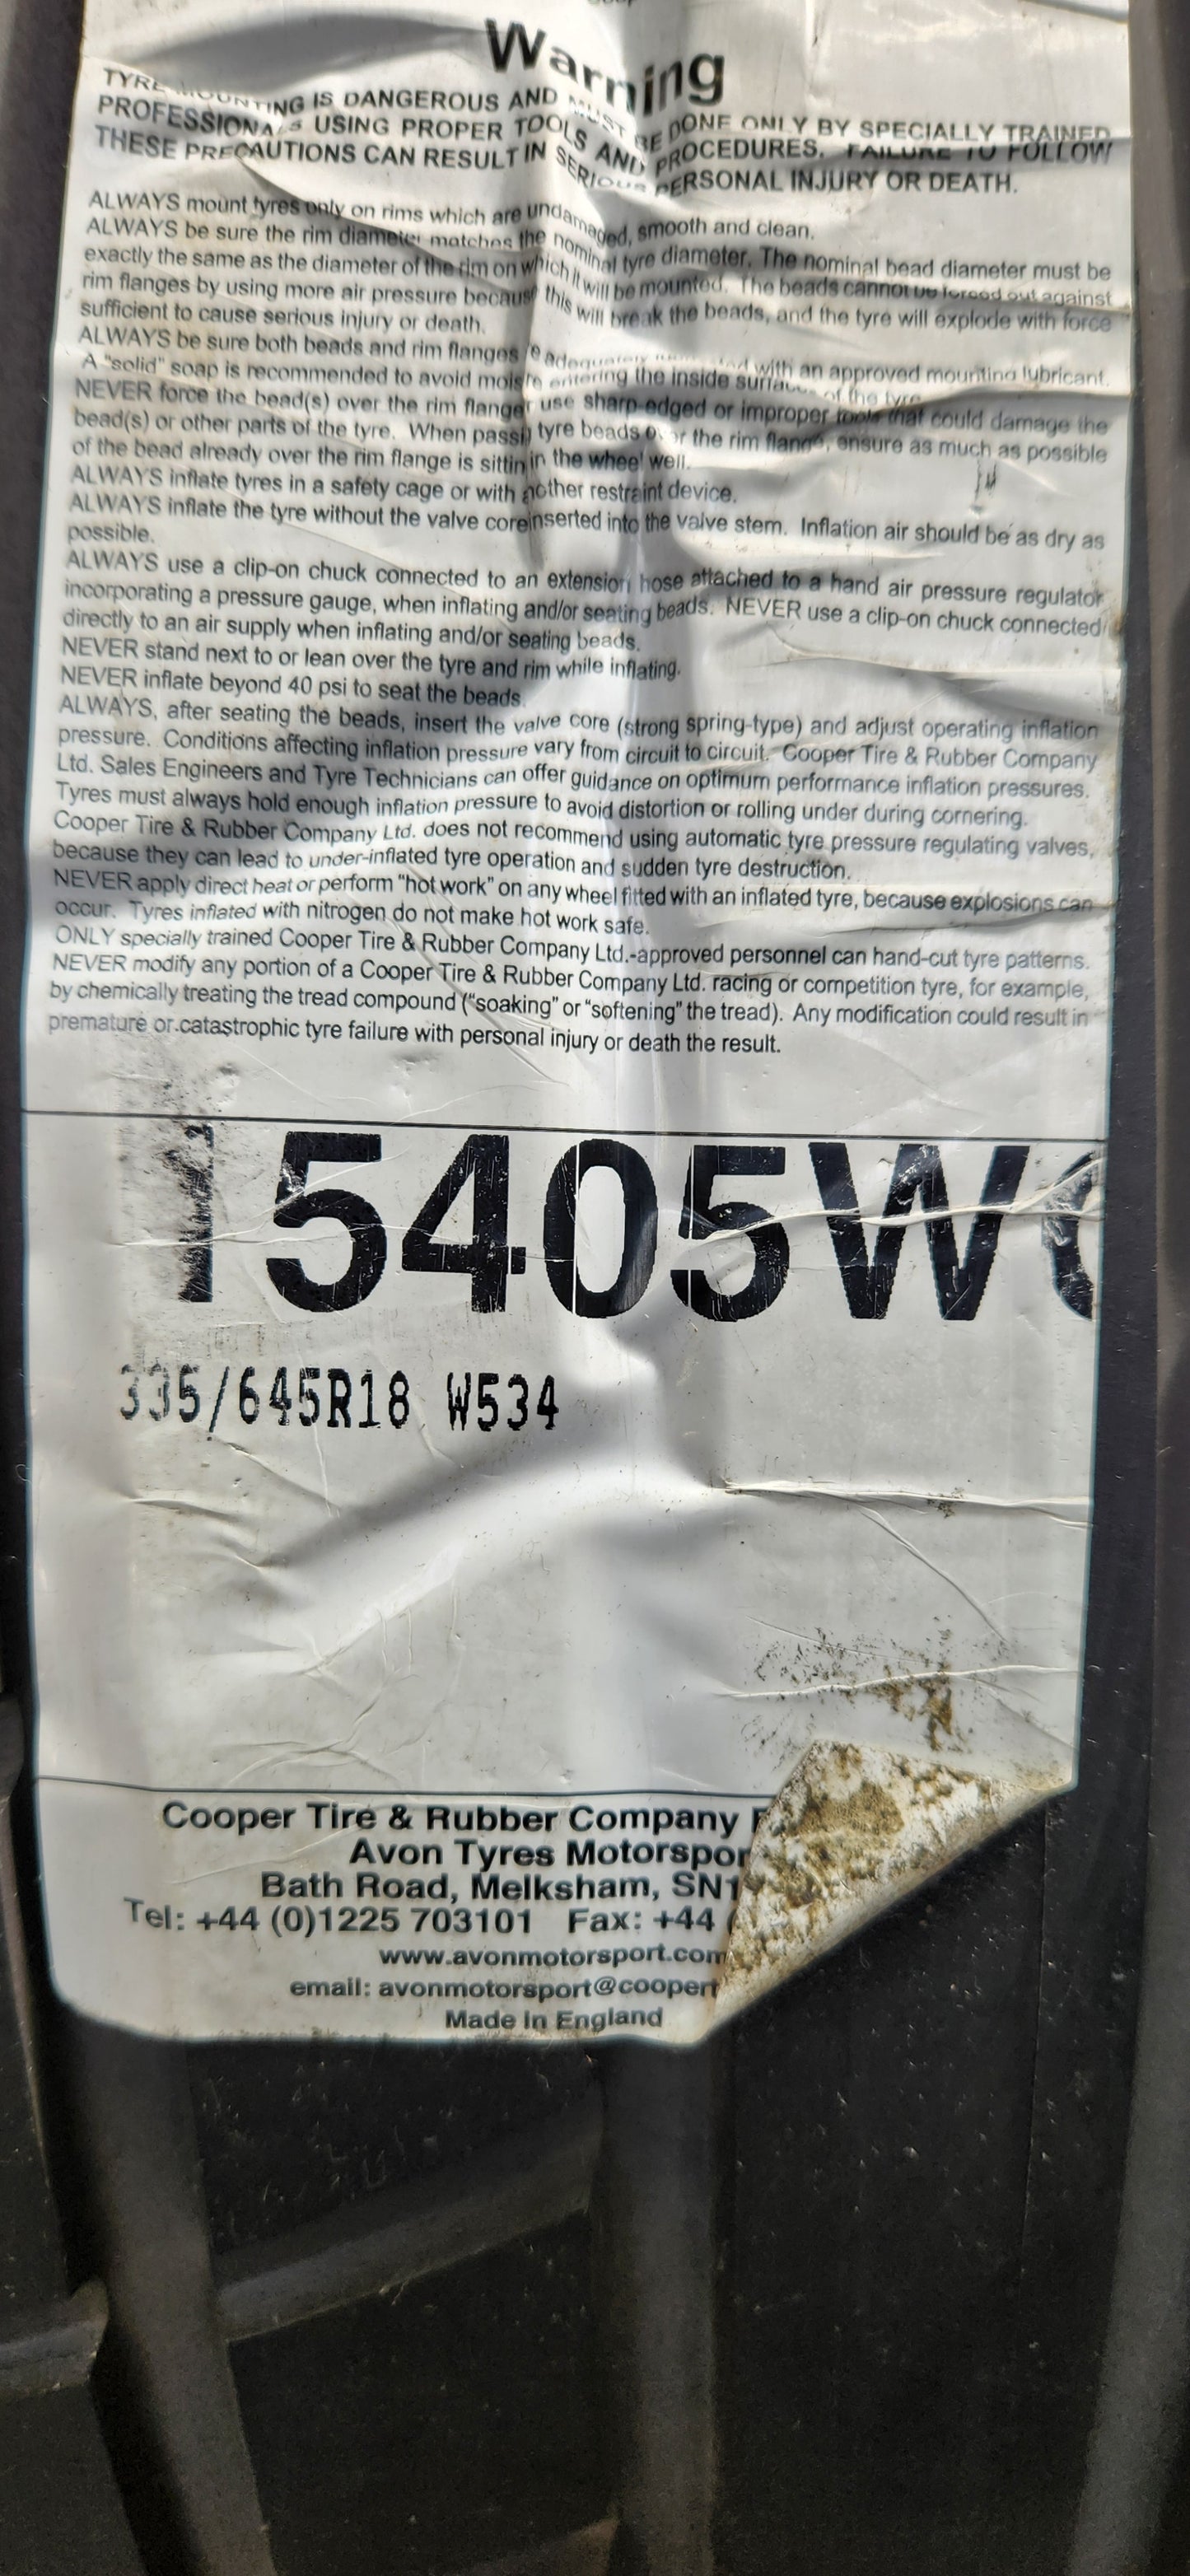 Warning
TYRE MOUNTING IS DANGEROUS AND MUST BE DONE ONLY BY SPECIALLY TRAINED
PROFESSIONALS USING PROPER TOOLS AND PROCEDURES. FAILURE TO FOLLOW
THESE PRECAUTIONS CAN RESULT IN SERIOUS PERSONAL INJURY OR DEATH.
ALWAYS mount tyres only on rims which are undamaged, smooth and clean.
ALWAYS be sure the rim diameter matches the nominal tyre diameter. The nominal bead diameter must be
exactly the same as the diameter of the rim on which it will be mounted. The beads cannot be forced out against
rim flanges by using more air pressure because this will break the beads, and the tyre will explode with force
sufficient to cause serious injury or death.
ALWAYS be sure both beads and rim flanges adequately with an approved mounting lubricant.
A "solid" soap is recommended to avoid entering the inside surface of the tyre.
NEVER force the bead(s) over the rim flange use sharp-edged or improper tools that could damage the
bead(s) or other parts of the tyre. When tyre beads the rim flange, ensure as much as possible
of the bead already over the rim flange is sitting in the wheel well.
ALWAYS inflate tyres in a safety cage or with another restraint device.
ALWAYS inflate the tyre without the valve core inserted into the valve stem. Inflation air should be as dry as
possible.
ALWAYS use a clip-on chuck connected to an extension hose attached to a hand air pressure regulator
incorporating a pressure gauge, when inflating and/or seating beads. NEVER use a clip-on chuck connected
directly to an air supply when inflating and/or seating beads.
NEVER stand next to or lean over the tyre and rim while inflating.
NEVER inflate beyond 40 psi to seat the beads
ALWAYS, after seating the beads, insert the valve core (strong spring-type) and adjust operating inflation
pressure. Conditions affecting inflation pressure vary from circuit to circuit. Cooper Tire & Rubber Company
Ltd. Sales Engineers and Tyre Technicians can offer guidance on optimum performance inflation pressures.
Tyres must always hold enough inflation pressure to avoid distortion or rolling under during cornering.
Cooper Tire & Rubber Company Ltd. does not recommend using automatic tyre pressure regulating valves,
because they can lead to under-inflated tyre operation and sudden tyre destruction.
NEVER apply direct heat or perform "hot work" on any wheel fitted with an inflated tyre, because explosions can
occur. Tyres inflated with nitrogen do not make hot work safe.
ONLY specially trained Cooper Tire & Rubber Company Ltd.-approved personnel can hand-cut tyre patterns.
NEVER modify any portion of a Cooper Tire & Rubber Company Ltd. racing or competition tyre, for example,
by chemically treating the tread compound ("soaking" or "softening" the tread). Any modification could result in
premature or catastrophic tyre failure with personal injury or death the result.
15405W
335/645R18 W534
Cooper Tire & Rubber Company
Avon Tyres Motorspor
Bath Road, Melksham, SN1
Tel: +44 (0)1225 703101 Fax: +44 (
www.avonmotorsport.com
email: avonmotorsport@coopert
Made in England